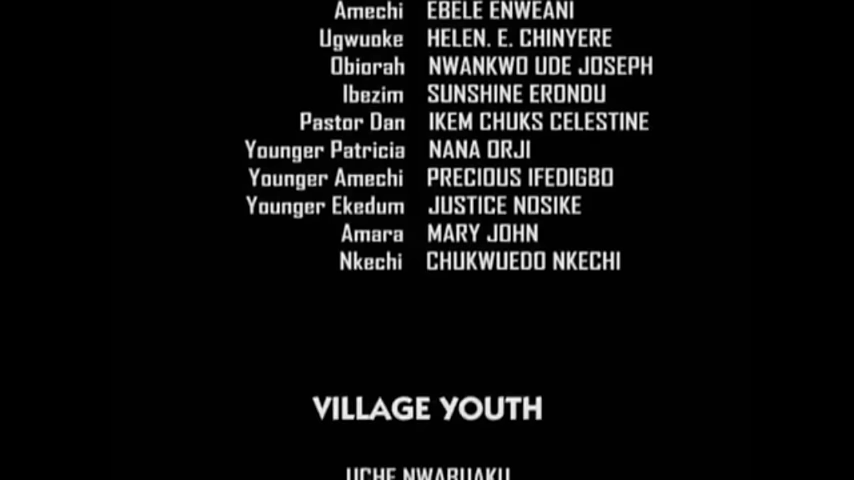 Amechi EBELE ENWEANI
Ugwuoke HELEN. E. CHINYERE
Obiorah NWANKWO UDE JOSEPH
Ibezim SUNSHINE ERONDU
Pastor Dan IKEM CHUKS CELESTINE
Younger Patricia NANA ORJI
Younger Amechi PRECIOUS IFEDIGBO
Younger Ekedum JUSTICE NOSIKE
Amara MARY JOHN
Nkechi CHUKWUEDO NKECHI
VILLAGE YOUTH
UCHE NWABUAKU